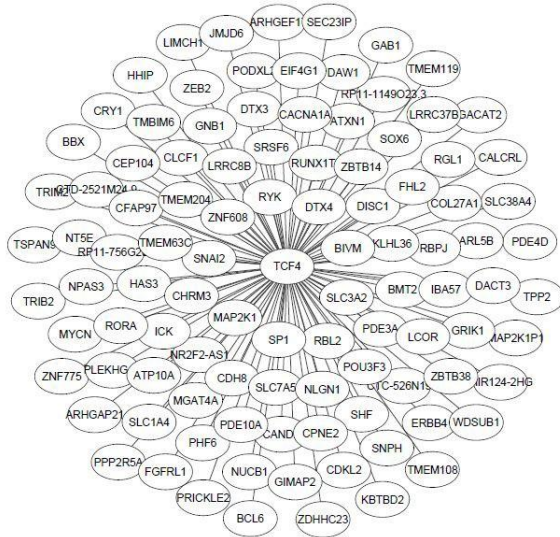 ARHGEF1
SEC23IP
JMJD6
LIMCH1
GAB1
PODXL2
EIF4G1
DAW1
TMEM119
HHIP
ZEB2
RP11-1149O23.3
DTX3
CACNA1A
ATXN1
LRRC37B
GACAT2
CRY1
TMBIM6
GNB1
SOX6
BBX
SRSF6
CLCF1
LRRC8B
RUNX1T
ZBTB14
RGL1
CALCRL
CEP104
FHL2
TRIM2
CTD-2521M24.9
TMEM204
RYK
DTX4
DISC1
COL27A1
SLC38A4
CFAP97
ZNF608
TSPAN9
NT5E
TMEM63C
BIVM
KLHL36
RBPJ
ARL5B
PDE4D
RP11-756G2
SNAI2
TCF4
NPAS3
HAS3
CHRM3
SLC3A2
BMT2
IBA57
DACT3
TPP2
TRIB2
MYCN
RORA
ICK
MAP2K1
PDE3A
LCOR
GRIK1
MAP2K1P1
SP1
RBL2
NR2F2-AS1
POU3F3
ZNF775
PLEKHG
ATP10A
CDH8
SLC7A5
NLGN1
CTC-526N19
ZBTB38
MIR124-2HG
MGAT4A
ARHGAP21
SLC1A4
PDE10A
CAND
CPNE2
SHF
ERBB4
WDSUB1
PHF6
SNPH
PPP2R5A
FGFRL1
NUCB1
GIMAP2
CDKL2
TMEM108
PRICKLE2
KBTBD2
BCL6
ZDHHC23